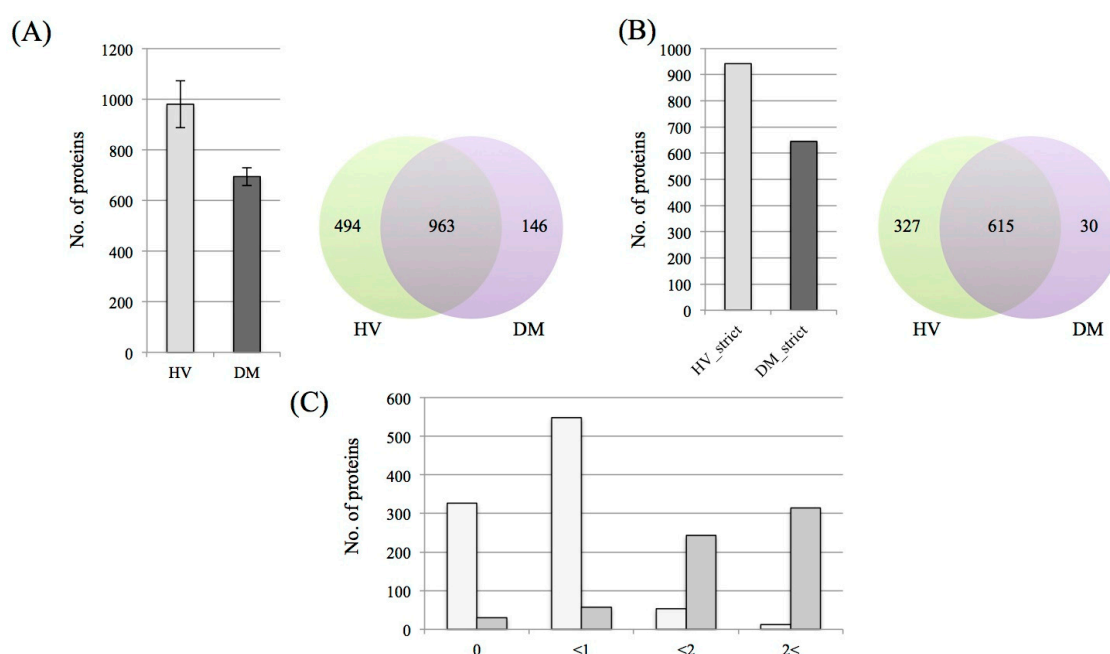 (A)
1200
1000
800
600
400
200
0
No. of proteins
HV
DM
494
963
146
HV
DM
(B)
1000
900
800
700
600
500
400
300
200
100
0
No. of proteins
HV_strict
DM_strict
327
615
30
HV
DM
(C)
600
500
400
300
200
100
0
No. of proteins
0
<1
<2
2≤